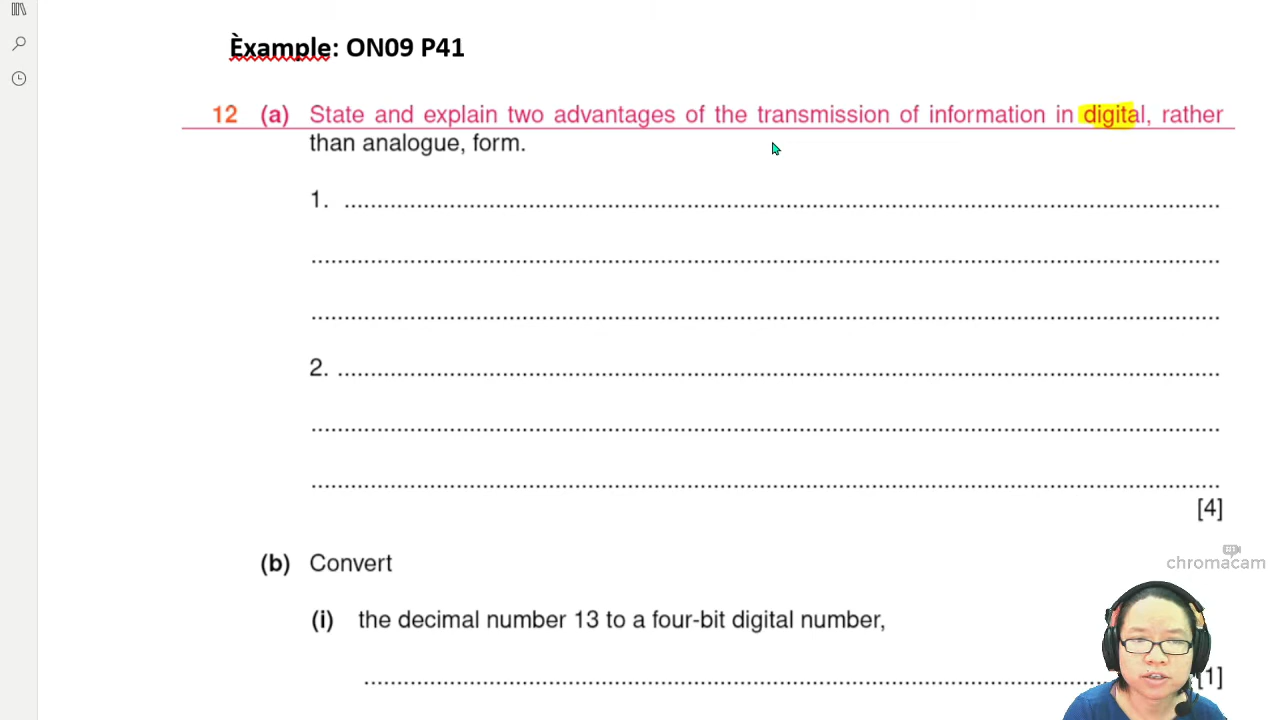 Èxample: ON09 P41
12 (a) State and explain two advantages of the transmission of information in digital, rather
than analogue, form.
1. ..........................................................................................................................................
..........................................................................................................................................
..........................................................................................................................................
2. ..........................................................................................................................................
..........................................................................................................................................
..........................................................................................................................................
[4]
(b) Convert
chromacam
(i) the decimal number 13 to a four-bit digital number,
.......................................................................................................................... [1]